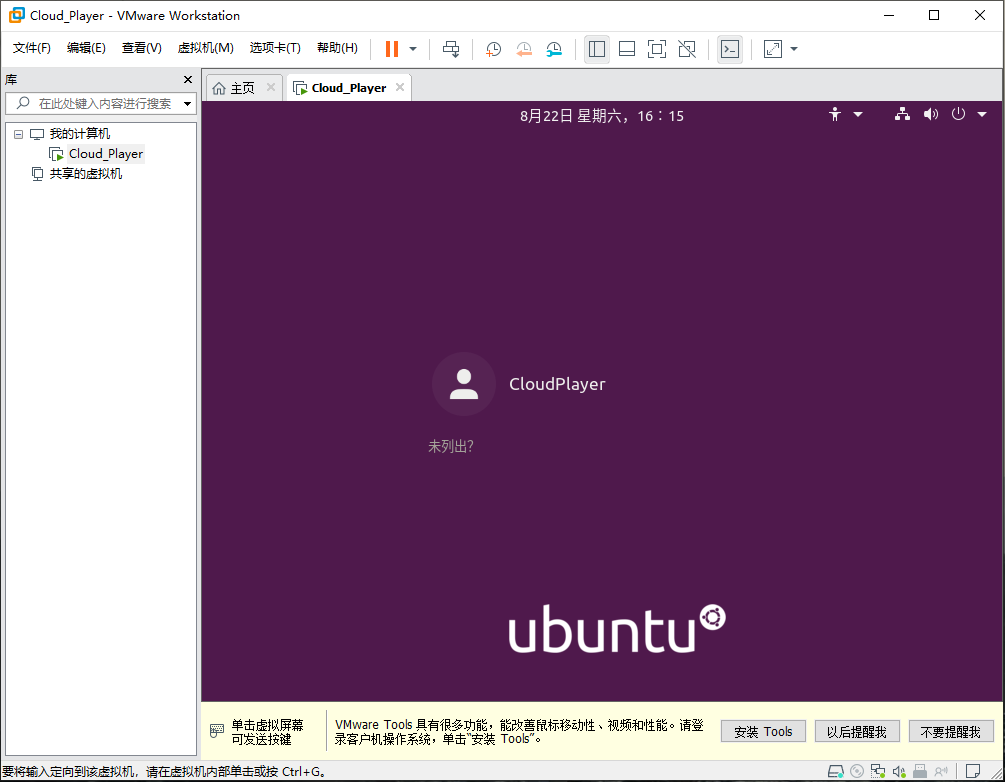 Cloud_Player - VMware Workstation
文件(F) 编辑(E) 查看(V) 虚拟机(M) 选项卡(T) 帮助(H)
库
在此处键入内容进行搜索
我的计算机
Cloud_Player
共享的虚拟机
主页
Cloud_Player
8月22日 星期六，16：15
CloudPlayer
未列出？
ubuntu
单击虚拟屏幕
可发送按键
VMware Tools 具有很多功能，能改善鼠标移动性、视频和性能。请登
录客户机操作系统，单击“安装 Tools”。
安装 Tools
以后提醒我
不要提醒我
要将输入定向到该虚拟机，请在虚拟机内部单击或按 Ctrl+G。